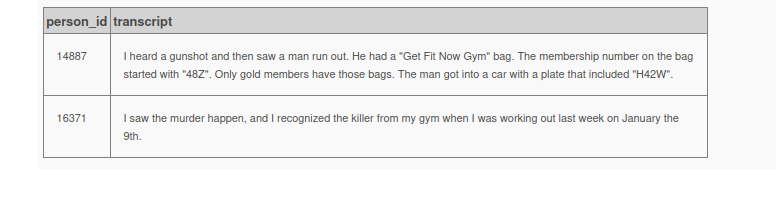 person_id transcript
14887 I heard a gunshot and then saw a man run out. He had a "Get Fit Now Gym" bag. The membership number on the bag
started with "48Z". Only gold members have those bags. The man got into a car with a plate that included "H42W".
16371 I saw the murder happen, and I recognized the killer from my gym when I was working out last week on January the
9th.